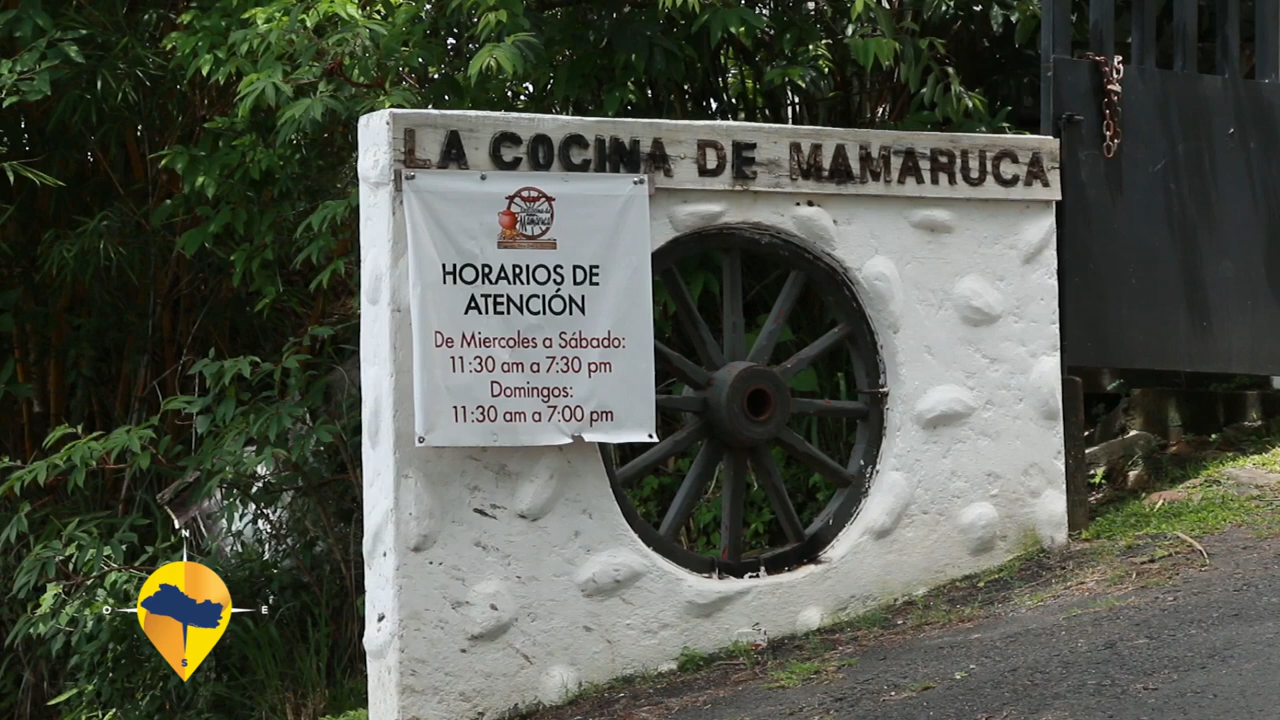 LA COCINA DE MAMARUCA
Mamaruca
HORARIOS DE
ATENCIÓN
De Miercoles a Sábado:
11:30 am a 7:30 pm
Domingos:
11:30 am a 7:00 pm
O E
S